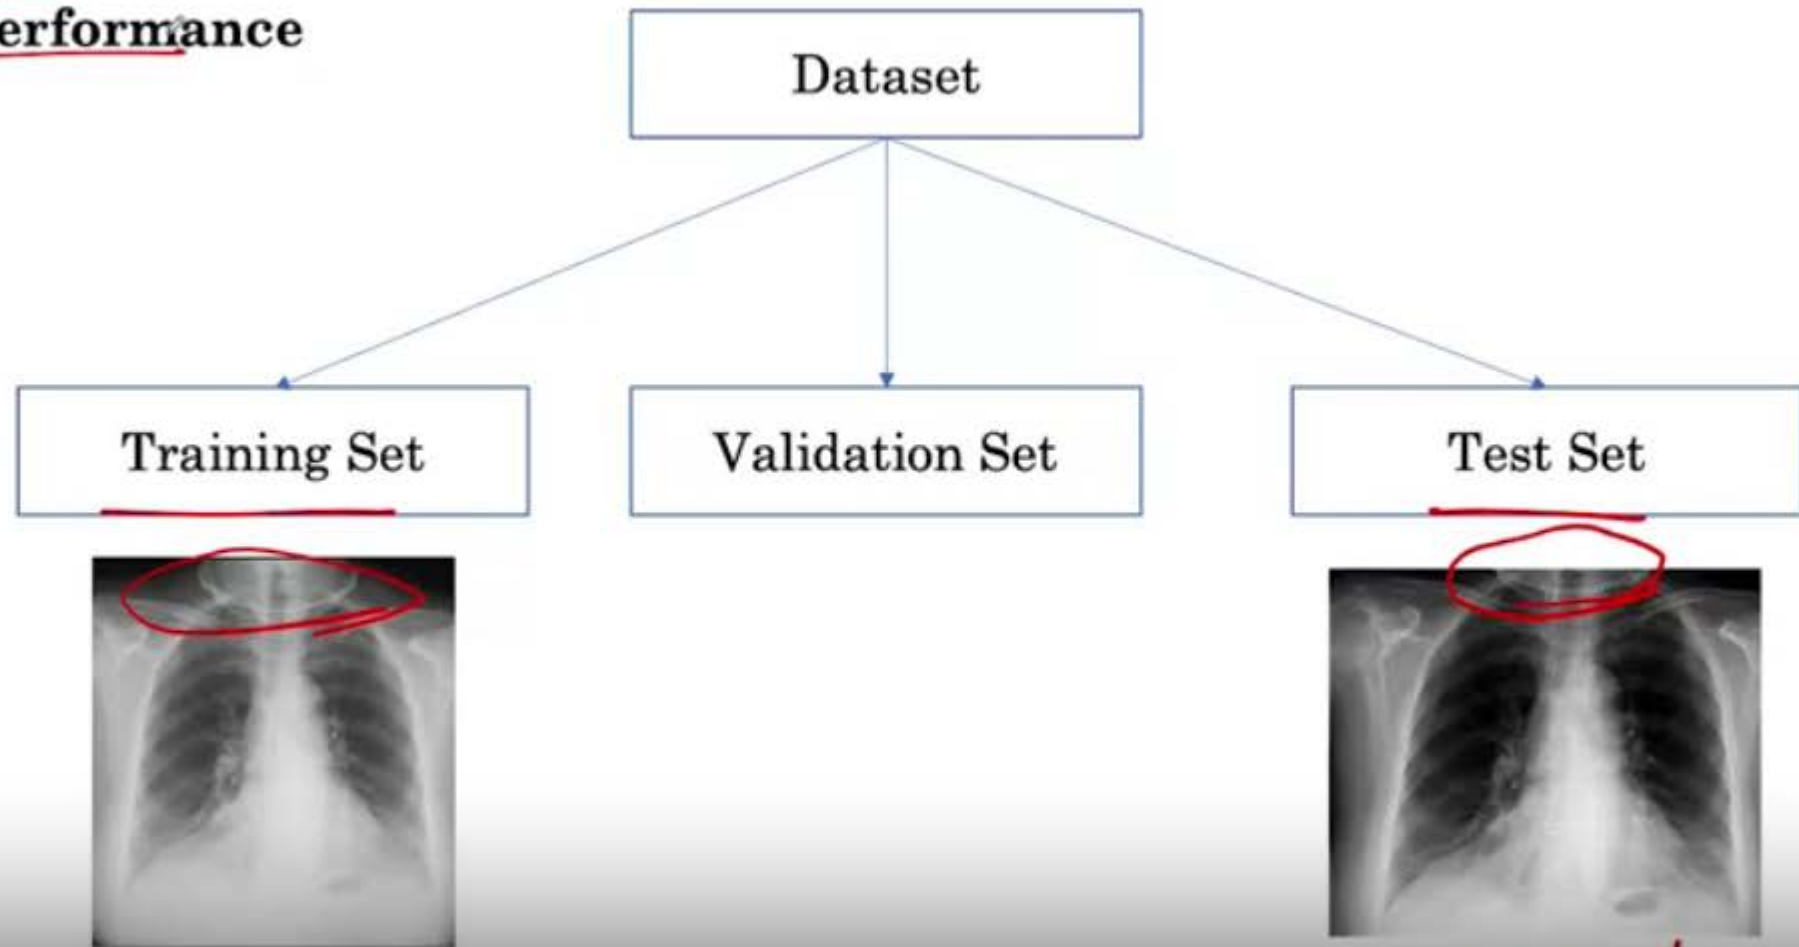 erformance
Dataset
Training Set
Validation Set
Test Set